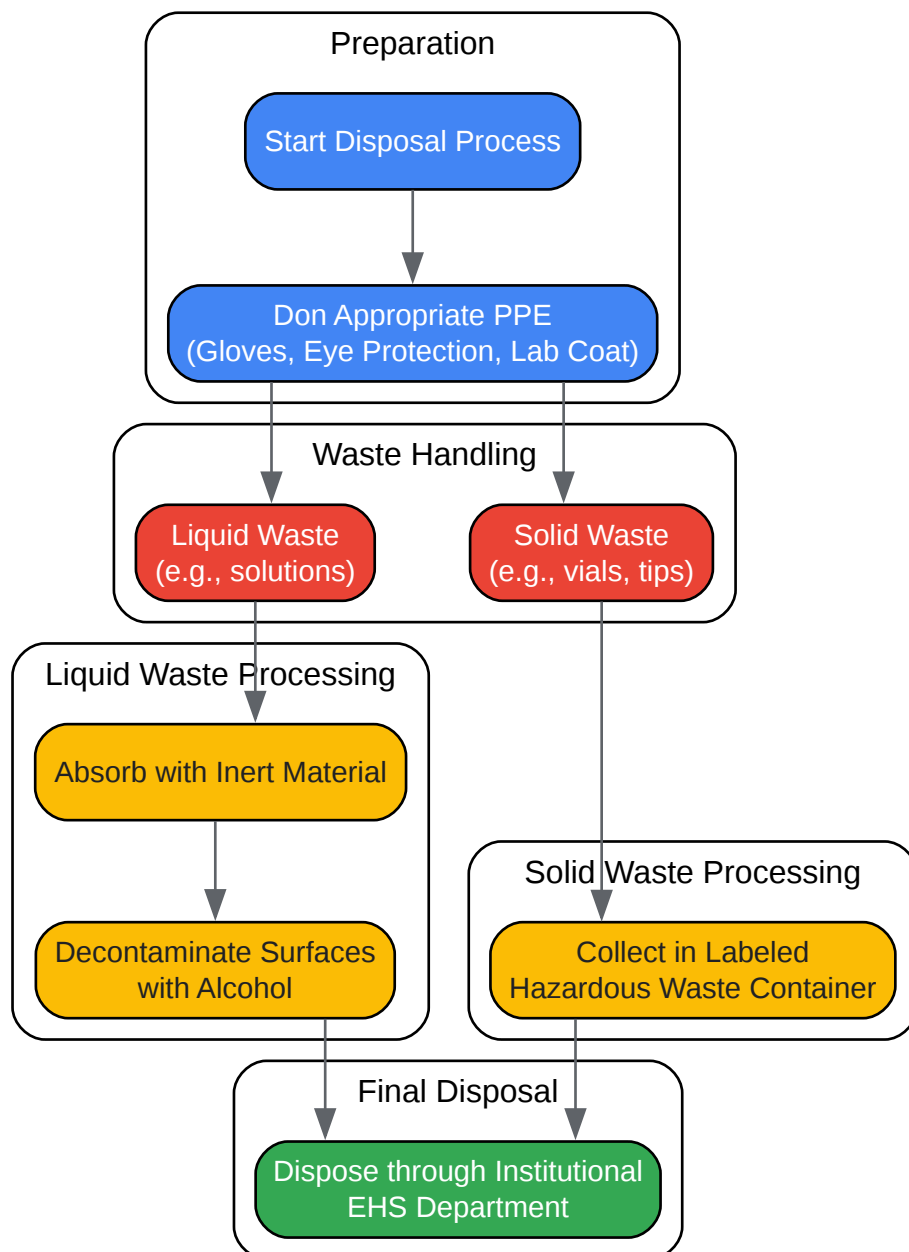 Preparation
Start Disposal Process
Don Appropriate PPE
(Gloves, Eye Protection, Lab Coat)
Waste Handling
Liquid Waste
(e.g., solutions)
Solid Waste
(e.g., vials, tips)
Liquid Waste Processing
Absorb with Inert Material
Decontaminate Surfaces
with Alcohol
Solid Waste Processing
Collect in Labeled
Hazardous Waste Container
Final Disposal
Dispose through Institutional
EHS Department